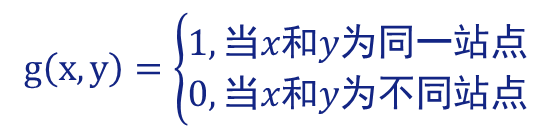 1, 当x和y为同一站点
g(x,y) = {
0, 当x和y为不同站点